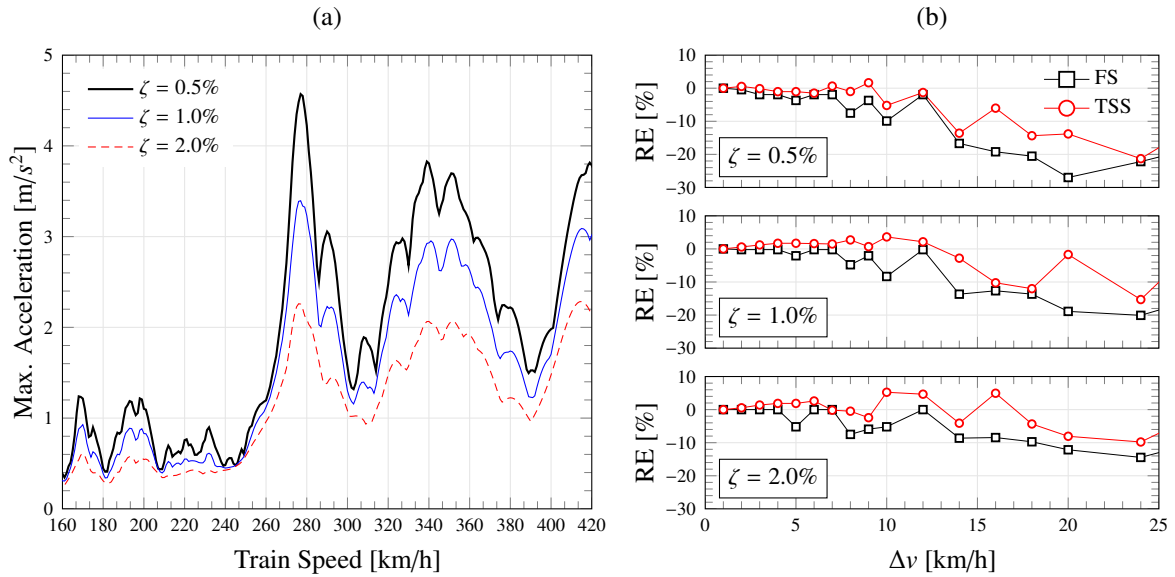 (a)
5
4
3
2
1
0
Max. Acceleration [m/s²]
ζ = 0.5%
ζ = 1.0%
ζ = 2.0%
160 180 200 220 240 260 280 300 320 340 360 380 400 420
Train Speed [km/h]
(b)
10
0
−10
−20
−30
RE [%]
FS
TSS
ζ = 0.5%
10
0
−10
−20
−30
RE [%]
ζ = 1.0%
10
0
−10
−20
−30
RE [%]
ζ = 2.0%
0 5 10 15 20 25
Δv [km/h]